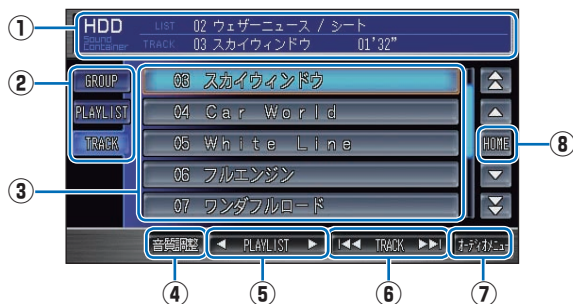 ①
HDD LIST 02 ウェザーニュース / シート
Sound Container TRACK 03 スカイウィンドウ 01'32"
②
GROUP
PLAYLIST
TRACK
③
03 スカイウィンドウ
04 Car World
05 White Line
06 フルエンジン
07 ワンダフルロード
HOME
⑧
音質調整
◀ PLAYLIST ▶
I◀◀ TRACK ▶▶I
オーディオメニュー
④
⑤
⑥
⑦